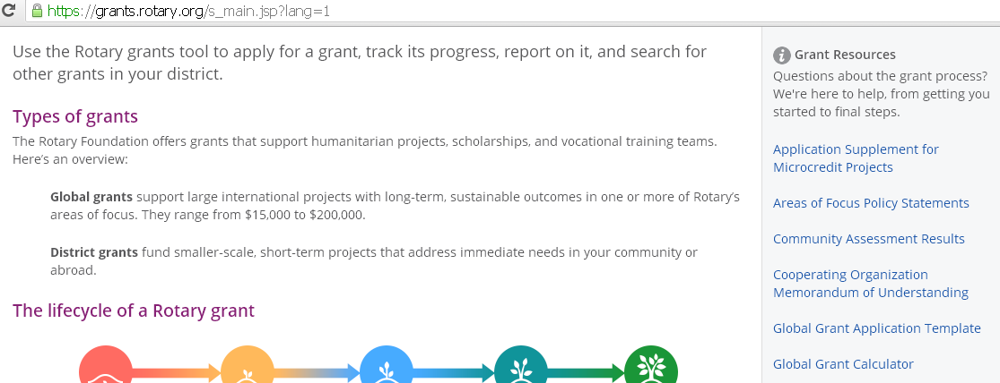 https://grants.rotary.org/s_main.jsp?lang=1
Use the Rotary grants tool to apply for a grant, track its progress, report on it, and search for
other grants in your district.
Types of grants
The Rotary Foundation offers grants that support humanitarian projects, scholarships, and vocational training teams.
Here’s an overview:
Global grants support large international projects with long-term, sustainable outcomes in one or more of Rotary’s
areas of focus. They range from $15,000 to $200,000.
District grants fund smaller-scale, short-term projects that address immediate needs in your community or
abroad.
The lifecycle of a Rotary grant
Grant Resources
Questions about the grant process?
We're here to help, from getting you
started to final steps.
Application Supplement for
Microcredit Projects
Areas of Focus Policy Statements
Community Assessment Results
Cooperating Organization
Memorandum of Understanding
Global Grant Application Template
Global Grant Calculator